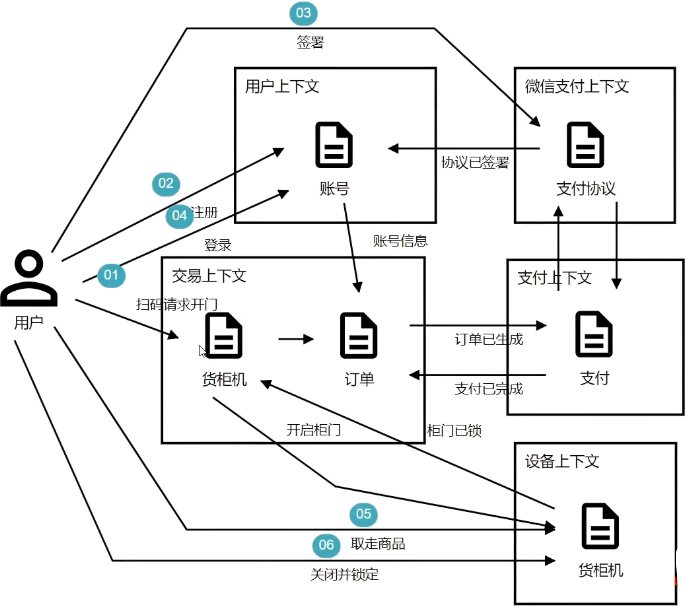 03
签署
用户上下文
微信支付上下文
协议已签署
02
账号
支付协议
04
注册
登录
账号信息
01
交易上下文
支付上下文
扫码请求开门
用户
订单已生成
货柜机
订单
支付
支付已完成
开启柜门
柜门已锁
设备上下文
05
06
取走商品
关闭并锁定
货柜机